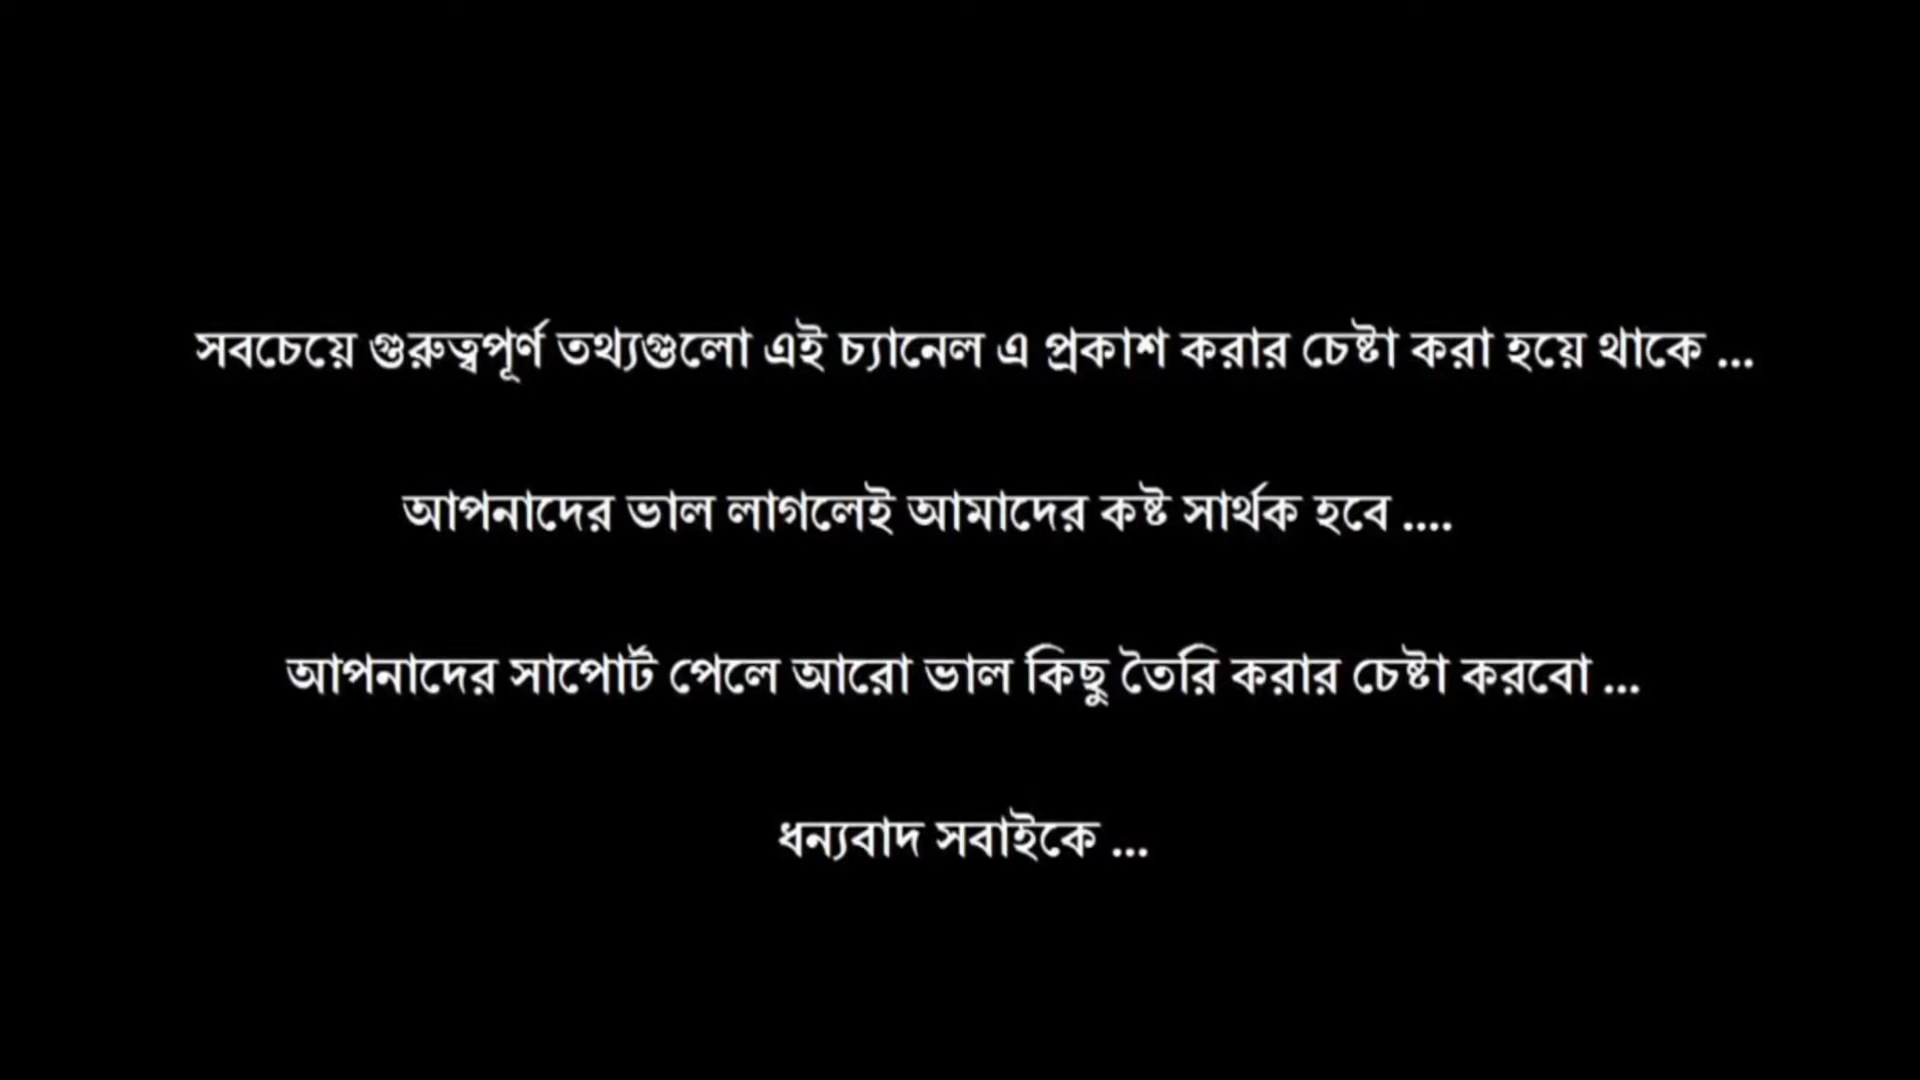 সবচেয়ে গুরুত্বপূর্ণ তথ্যগুলো এই চ্যানেল এ প্রকাশ করার চেষ্টা করা হয়ে থাকে ...
আপনাদের ভাল লাগলেই আমাদের কষ্ট সার্থক হবে ....
আপনাদের সাপোর্ট পেলে আরো ভাল কিছু তৈরি করার চেষ্টা করবো ...
ধন্যবাদ সবাইকে ...